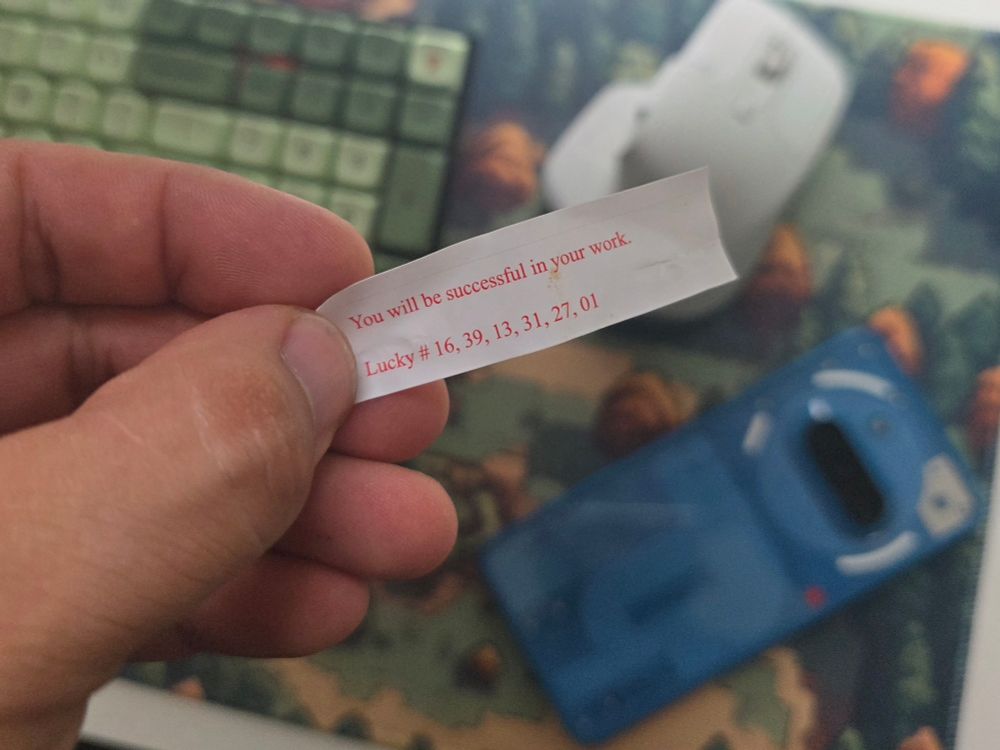 You will be successful in your work.
Lucky # 16, 39, 13, 31, 27, 01